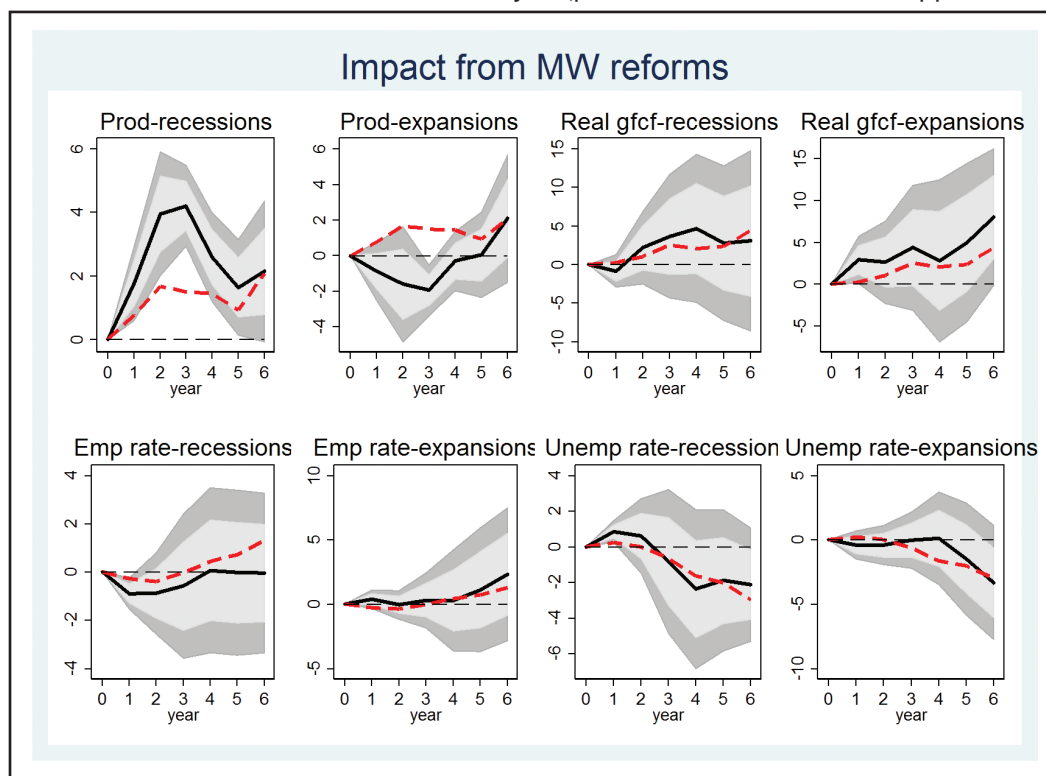 Impact from MW reforms
Prod-recessions
Prod-expansions
Real gfcf-recessions
Real gfcf-expansions
6
4
2
0
6
4
2
0
-2
-4
15
10
5
0
-5
-10
15
10
5
0
-5
0 1 2 3 4 5 6
0 1 2 3 4 5 6
0 1 2 3 4 5 6
0 1 2 3 4 5 6
year
year
year
year
Emp rate-recessions
Emp rate-expansions
Unemp rate-recession
Unemp rate-expansions
4
2
0
-2
-4
10
5
0
-5
4
2
0
-2
-4
-6
5
0
-5
-10
0 1 2 3 4 5 6
0 1 2 3 4 5 6
0 1 2 3 4 5 6
0 1 2 3 4 5 6
year
year
year
year